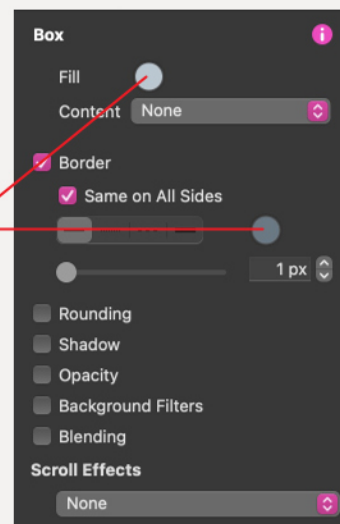 Box
Fill
Content None
Border
Same on All Sides
1 px
Rounding
Shadow
Opacity
Background Filters
Blending
Scroll Effects
None